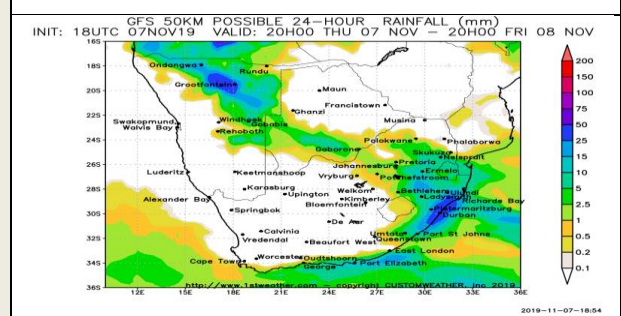 GFS 50KM POSSIBLE 24-HOUR RAINFALL (mm)
INIT: 18UTC 07NOV19 VALID: 20H00 THU 07 NOV - 20H00 FRI 08 NOV
16S
Ondangwa
Rundu
200
18S
150
Grootfontein
100
20S
Maun
75
Francistown
Ghanzi
50
22S
Swakopmund
Windhoek
Musina
Walvis Bay
Gobabis
25
Rehoboth
24S
Polokwane
Phalaborwa
15
Gaborone
Skukuza
26S
Pretoria
Nelspruit
10
Johannesburg
Luderitz
Keetmanshoop
Ermelo
Vryburg
Potchefstroom
5
28S
Karasburg
Welkom
Bethlehem
Ulundi
Upington
Ladysmith
2.5
Alexander Bay
Kimberley
Richards Bay
Bloemfontein
30S
Springbok
Pietermaritzburg
1
Durban
De Aar
0.5
32S
Calvinia
Umtata
Port St Johns
Vredendal
Beaufort West
Queenstown
0.2
East London
34S
Worcester
Oudtshoorn
Cape Town
0.1
George
Port Elizabeth
http://www.1stweather.com - copyright CUSTOMWEATHER, inc 2019
36S
12E 15E 18E 21E 24E 27E 30E 33E 36E
2019-11-07-18:54